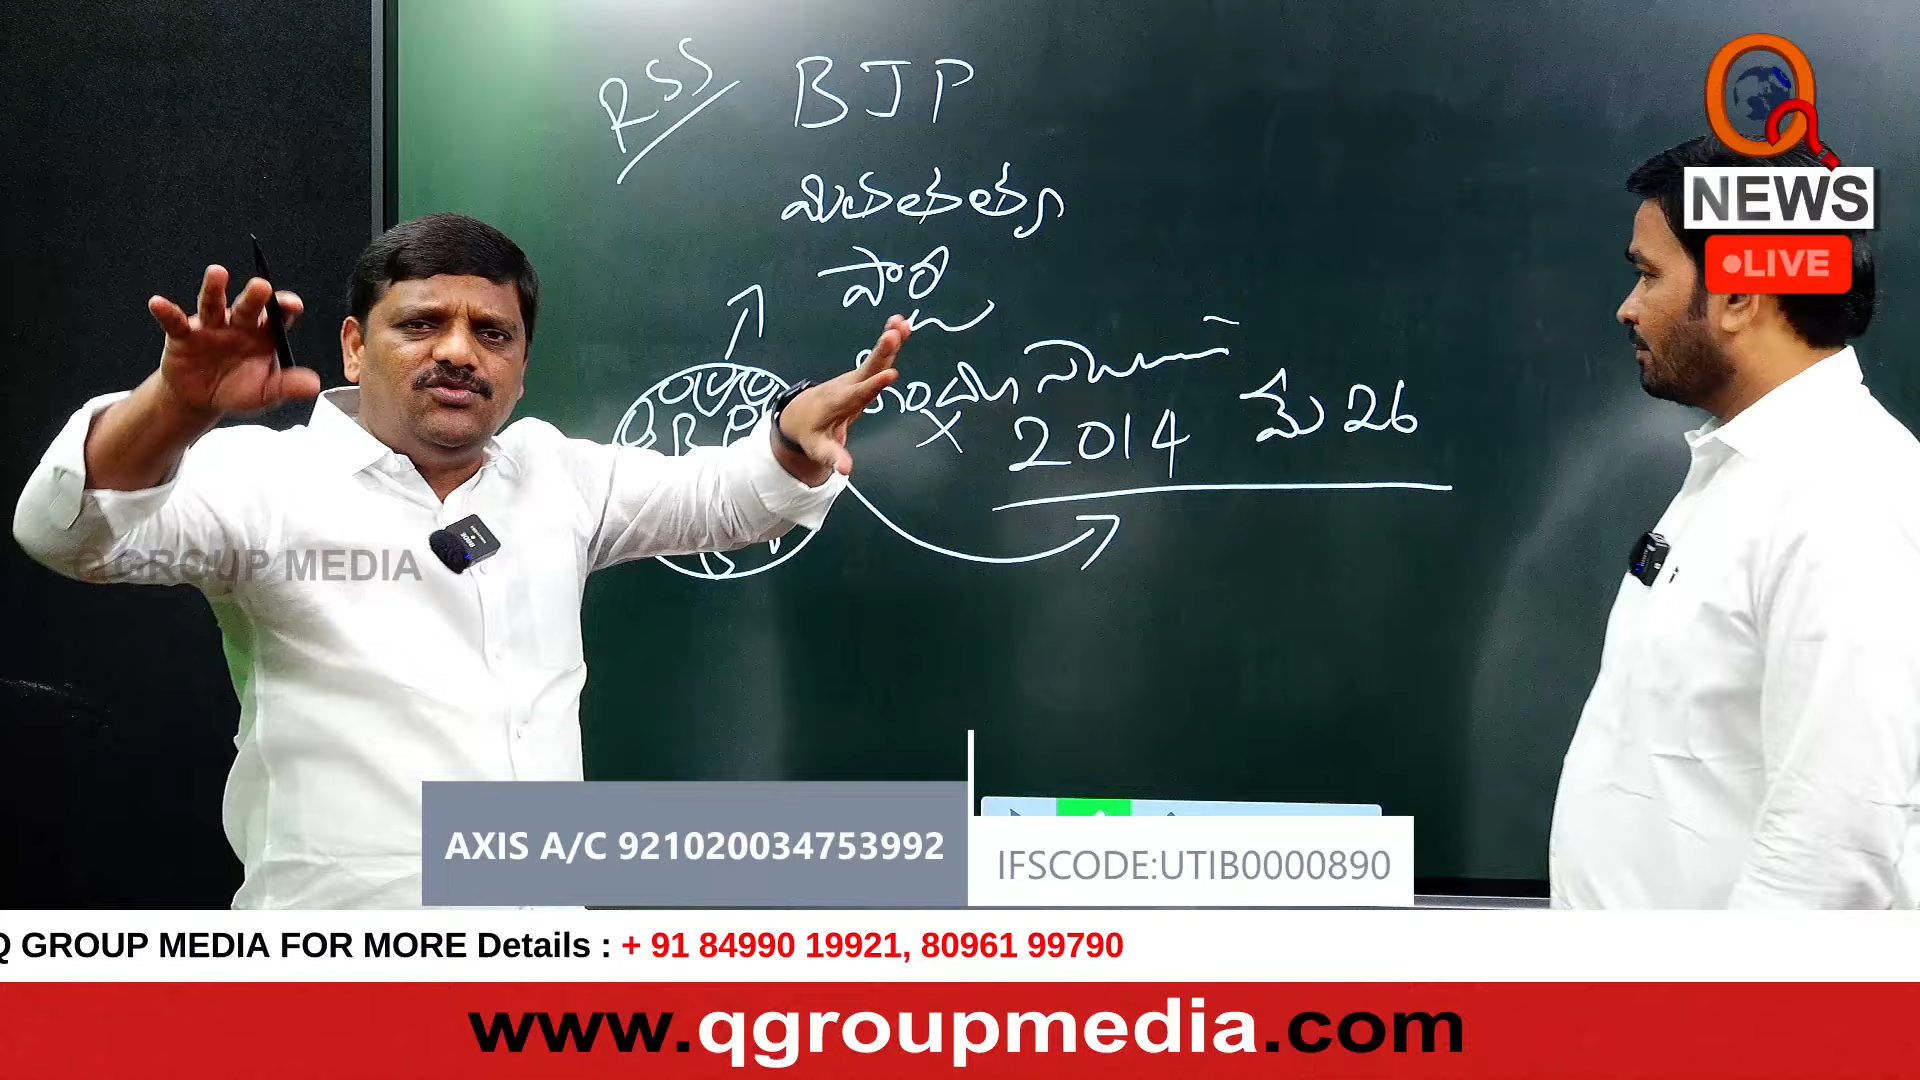 RSS
BJP
మతతత్వ
పార్టీ
2014 మే 26
B P
Q
NEWS
LIVE
QGROUP MEDIA
AXIS A/C 921020034753992
IFSCODE:UTIB0000890
Q GROUP MEDIA FOR MORE Details : + 91 84990 19921, 80961 99790
www.qgroupmedia.com